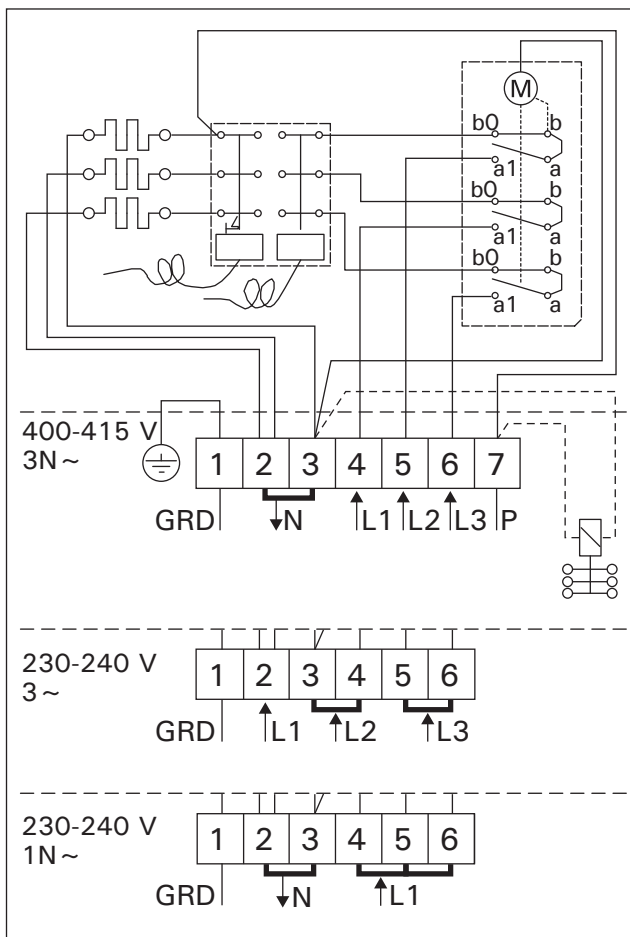 M
b0 b
a1 a
b0 b
a1 a
b0 b
a1 a
400-415 V
3N~
1 2 3 4 5 6 7
GRD N L1 L2 L3 P
230-240 V
3~
1 2 3 4 5 6
GRD L1 L2 L3
230-240 V
1N~
1 2 3 4 5 6
GRD N L1